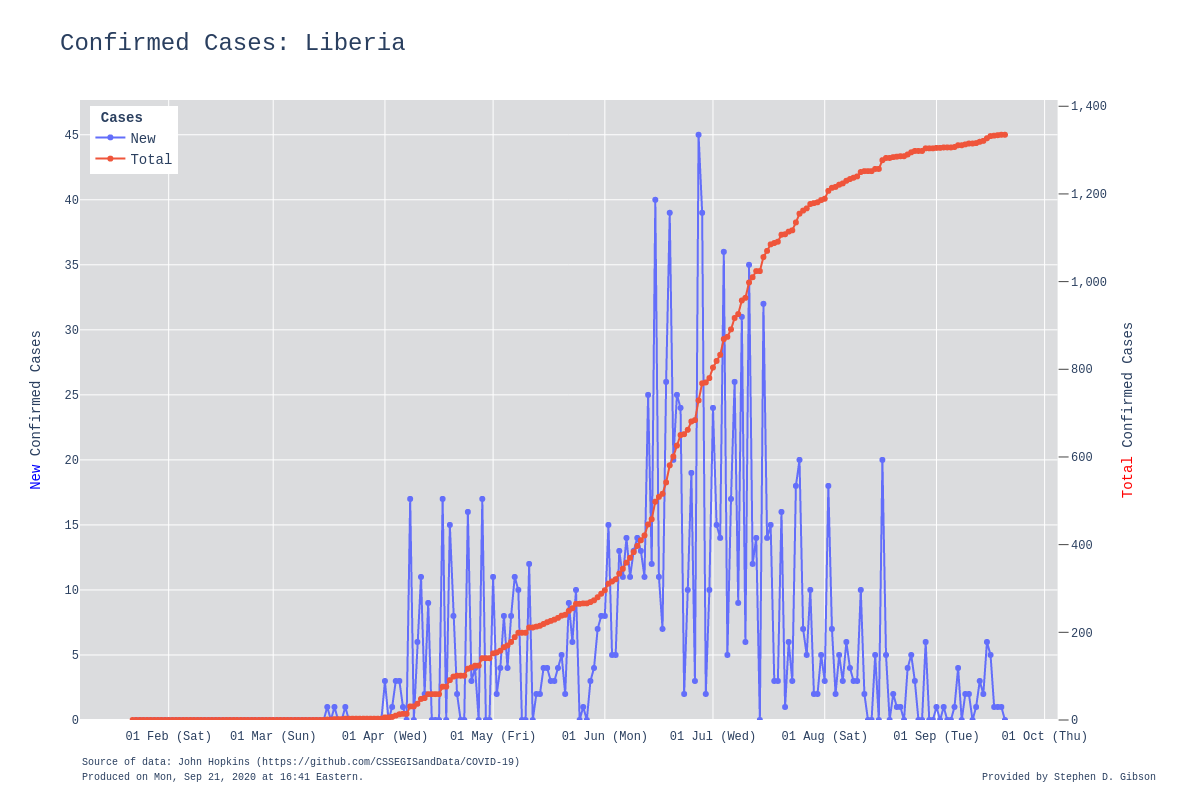 Confirmed Cases: Liberia
Cases
New
Total
45
40
35
30
25
20
15
10
5
0
1,400
1,200
1,000
800
600
400
200
0
New Confirmed Cases
Total Confirmed Cases
01 Feb (Sat) 01 Mar (Sun) 01 Apr (Wed) 01 May (Fri) 01 Jun (Mon) 01 Jul (Wed) 01 Aug (Sat) 01 Sep (Tue) 01 Oct (Thu)
Source of data: John Hopkins (https://github.com/CSSEGISandData/COVID-19)
Produced on Mon, Sep 21, 2020 at 16:41 Eastern.
Provided by Stephen D. Gibson